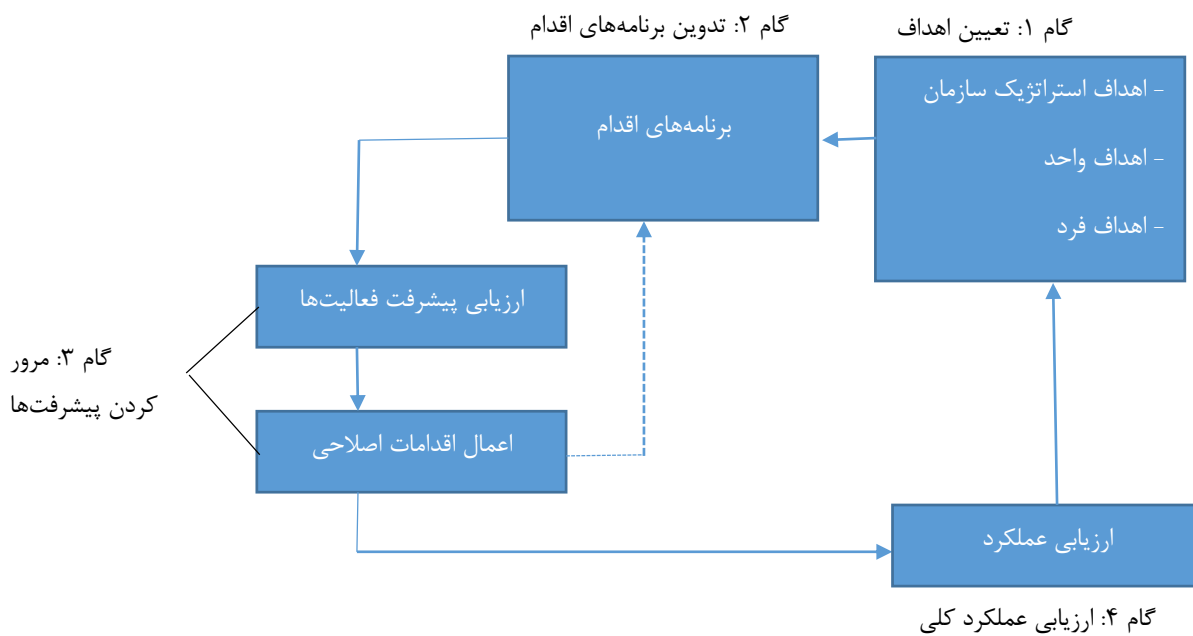 گام ۱: تعیین اهداف
- اهداف استراتژیک سازمان
- اهداف واحد
- اهداف فرد
گام ۲: تدوین برنامه‌های اقدام
برنامه‌های اقدام
گام ۳: مرور
کردن پیشرفت‌ها
ارزیابی پیشرفت فعالیت‌ها
اعمال اقدامات اصلاحی
ارزیابی عملکرد
گام ۴: ارزیابی عملکرد کلی